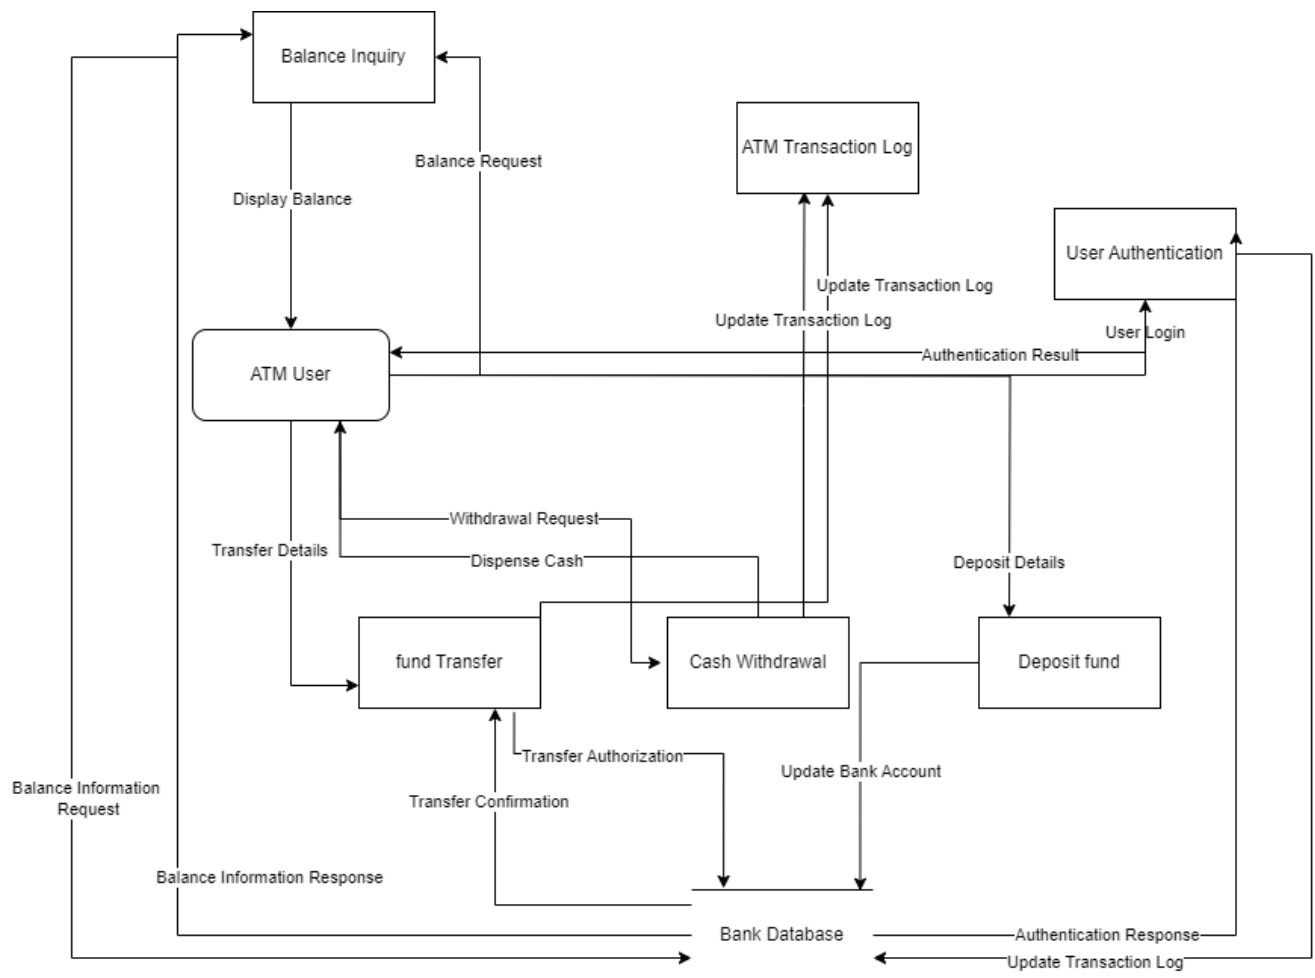 Balance Inquiry
ATM Transaction Log
Balance Request
Display Balance
User Authentication
Update Transaction Log
Update Transaction Log
User Login
Authentication Result
ATM User
Withdrawal Request
Transfer Details
Dispense Cash
Deposit Details
fund Transfer
Cash Withdrawal
Deposit fund
Transfer Authorization
Update Bank Account
Balance Information
Request
Transfer Confirmation
Balance Information Response
Bank Database
Authentication Response
Update Transaction Log